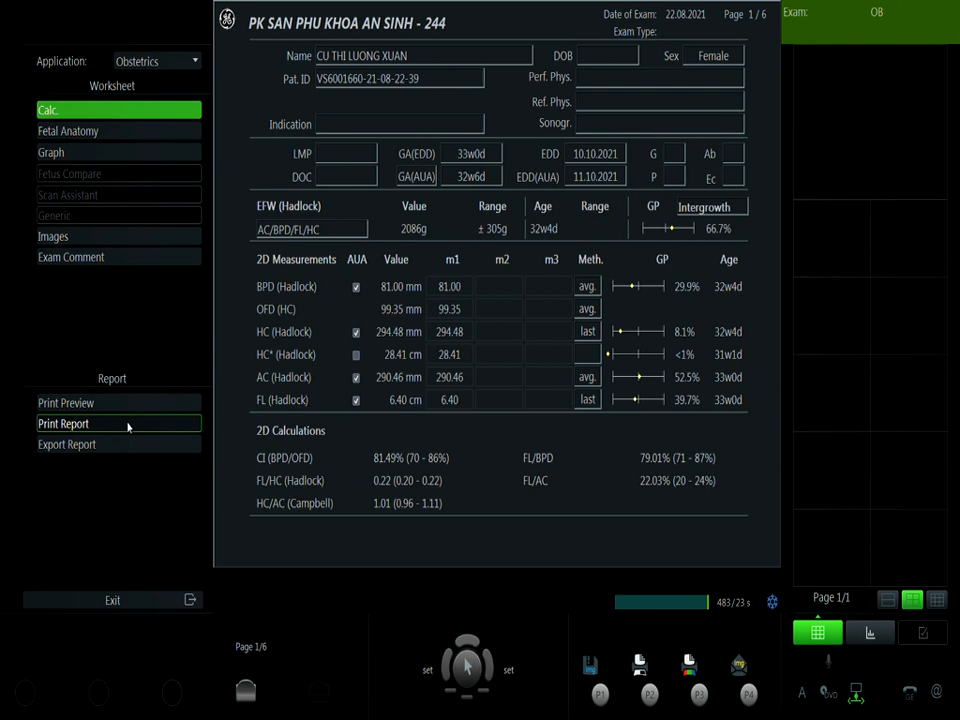 Application: Obstetrics
Worksheet
Calc.
Fetal Anatomy
Graph
Fetus Compare
Scan Assistant
Generic
Images
Exam Comment
Report
Print Preview
Print Report
Export Report
Exit
PK SAN PHU KHOA AN SINH - 244
Date of Exam: 22.08.2021 Page 1 / 6
Exam Type:
Name CU THI LUONG XUAN DOB Sex Female
Pat. ID VS6001660-21-08-22-39 Perf. Phys.
Ref. Phys.
Indication Sonogr.
LMP GA(EDD) 33w0d EDD 10.10.2021 G Ab
DOC GA(AUA) 32w6d EDD(AUA) 11.10.2021 P Ec
EFW (Hadlock) Value Range Age Range GP Intergrowth
AC/BPD/FL/HC 2086g ± 305g 32w4d 66.7%
2D Measurements AUA Value m1 m2 m3 Meth. GP Age
BPD (Hadlock) 81.00 mm 81.00 avg. 29.9% 32w4d
OFD (HC) 99.35 mm 99.35 avg.
HC (Hadlock) 294.48 mm 294.48 last 8.1% 32w4d
HC* (Hadlock) 28.41 cm 28.41 <1% 31w1d
AC (Hadlock) 290.46 mm 290.46 avg. 52.5% 33w0d
FL (Hadlock) 6.40 cm 6.40 last 39.7% 33w0d
2D Calculations
CI (BPD/OFD) 81.49% (70 - 86%) FL/BPD 79.01% (71 - 87%)
FL/HC (Hadlock) 0.22 (0.20 - 0.22) FL/AC 22.03% (20 - 24%)
HC/AC (Campbell) 1.01 (0.96 - 1.11)
Exam: OB
483/23 s
Page 1/1
Page 1/6
set set
P1 P2 P3 P4
Img
A DVD @